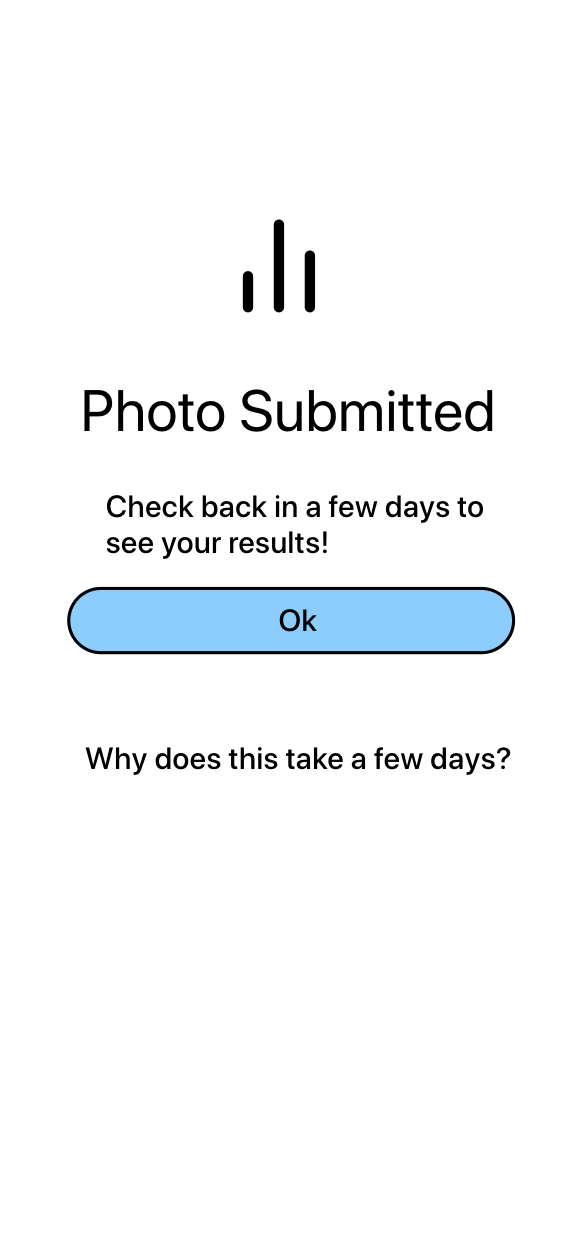 Photo Submitted
Check back in a few days to
see your results!
Ok
Why does this take a few days?